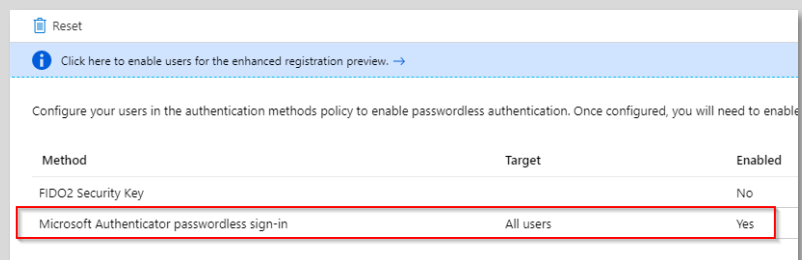 Reset
Click here to enable users for the enhanced registration preview. →
Configure your users in the authentication methods policy to enable passwordless authentication. Once configured, you will need to enable
Method Target Enabled
FIDO2 Security Key No
Microsoft Authenticator passwordless sign-in All users Yes